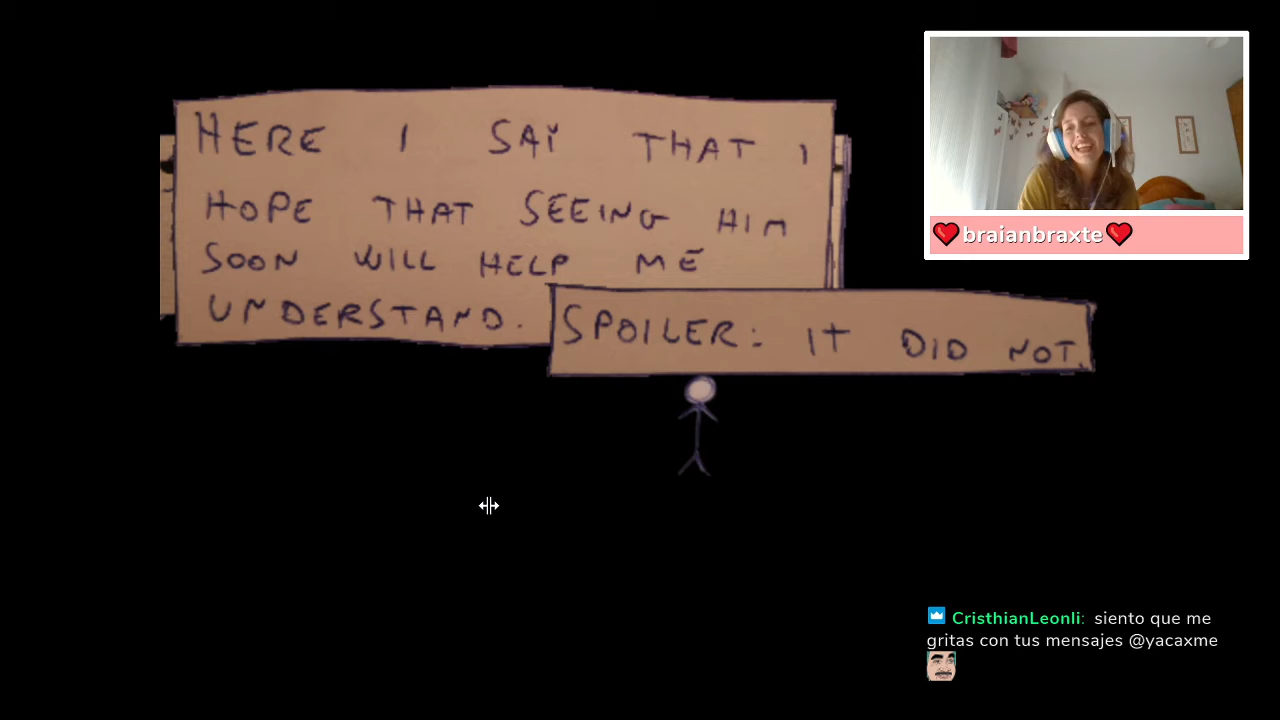 HERE I SAY THAT I
HOPE THAT SEEING HIM
SOON WILL HELP ME
UNDERSTAND.
SPOILER: IT DID NOT.
braianbraxte
CristhianLeonli: siento que me
gritas con tus mensajes @yacaxme